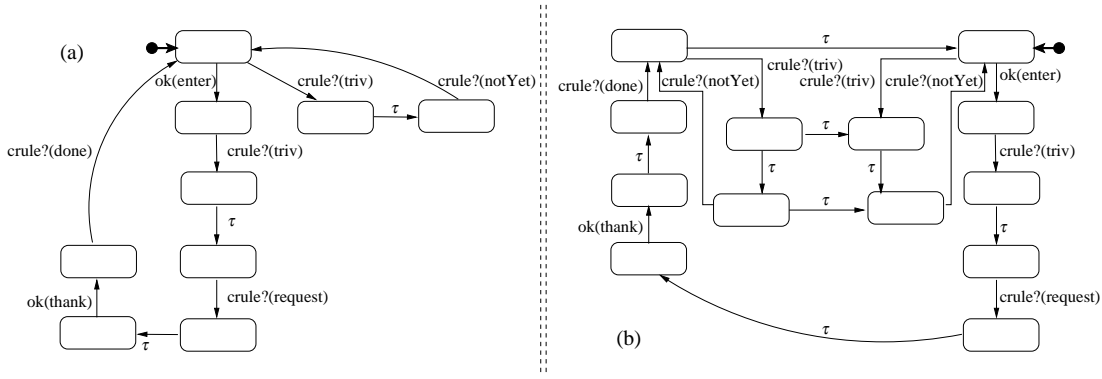 (a)
ok(enter)
crule?(triv)
crule?(notYet)
τ
crule?(triv)
crule?(done)
τ
ok(thank)
crule?(request)
τ
τ
crule?(triv)
crule?(triv)
crule?(notYet)
crule?(notYet)
ok(enter)
crule?(done)
τ
crule?(triv)
τ
τ
τ
τ
τ
ok(thank)
crule?(request)
τ
(b)